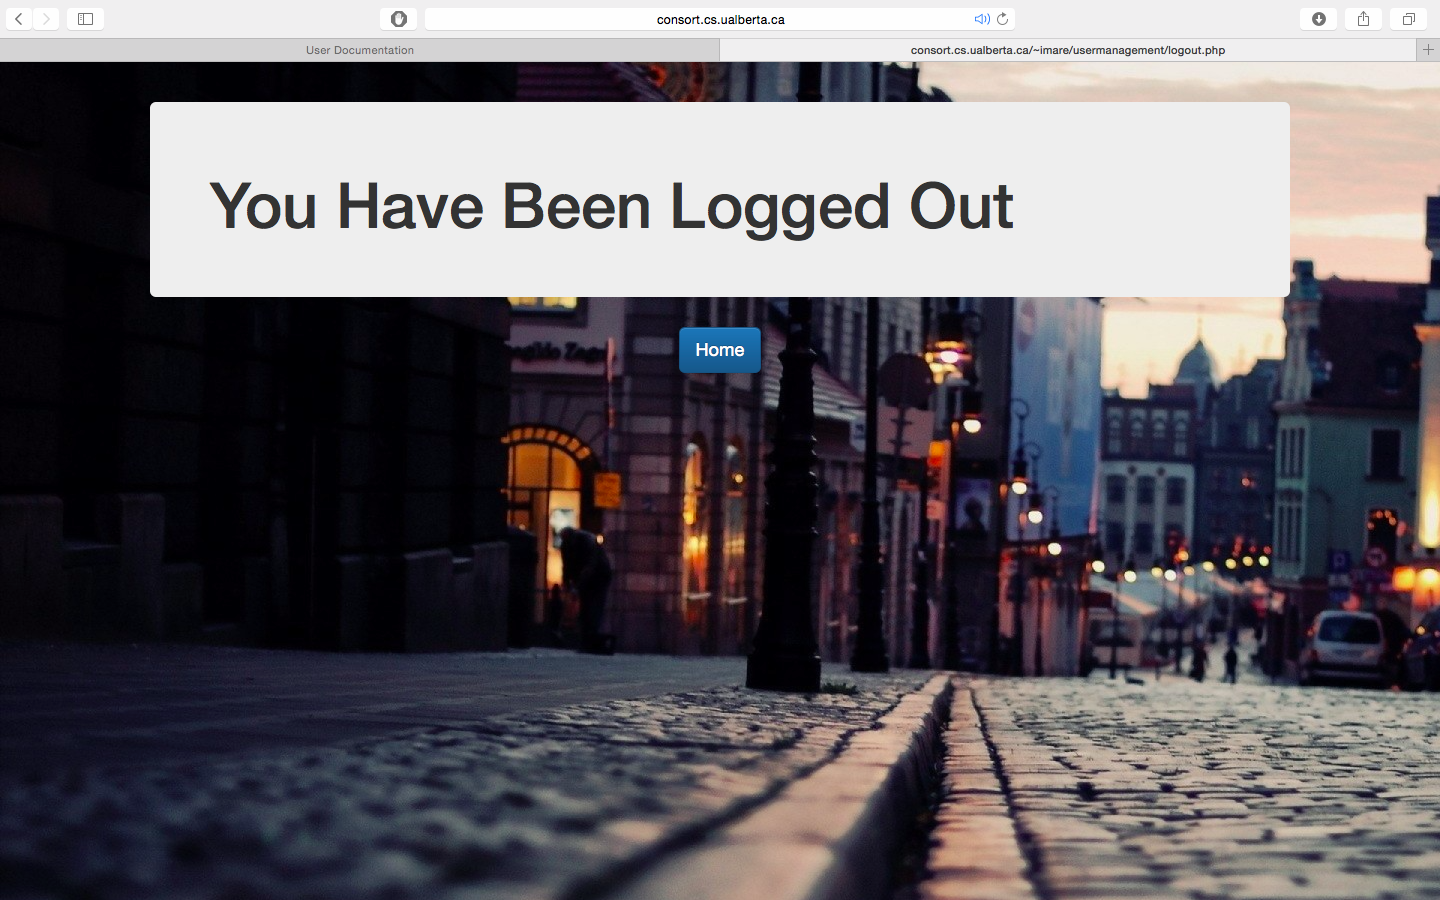 consort.cs.ualberta.ca
User Documentation
consort.cs.ualberta.ca/~imare/usermanagement/logout.php
You Have Been Logged Out
Home